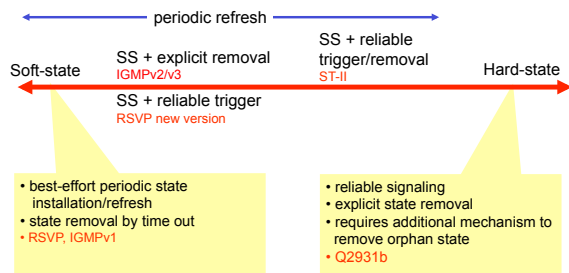 periodic refresh
SS + explicit removal
IGMPv2/v3
SS + reliable
trigger/removal
ST-II
Soft-state
Hard-state
SS + reliable trigger
RSVP new version
• best-effort periodic state
installation/refresh
• state removal by time out
• RSVP, IGMPv1
• reliable signaling
• explicit state removal
• requires additional mechanism to
remove orphan state
• Q2931b